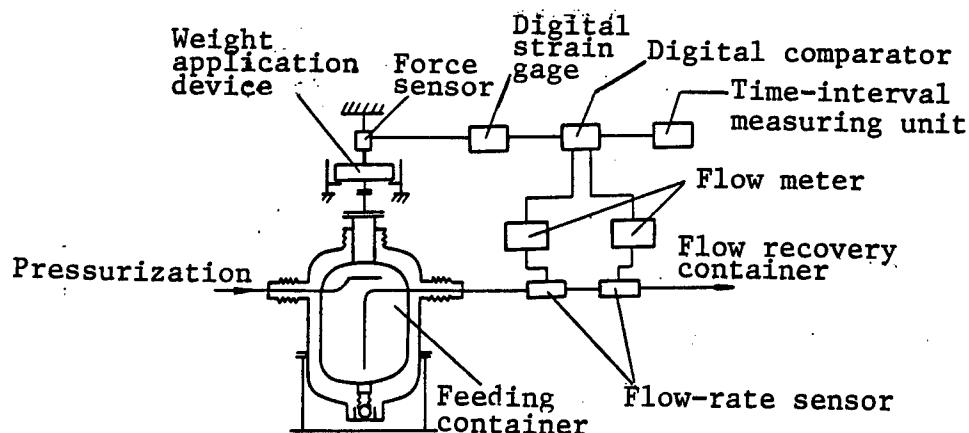 Weight
application
device
Force
sensor
Digital
strain
gage
Digital comparator
Time-interval
measuring unit
Flow meter
Flow recovery
container
Pressurization
Feeding
container
Flow-rate sensor